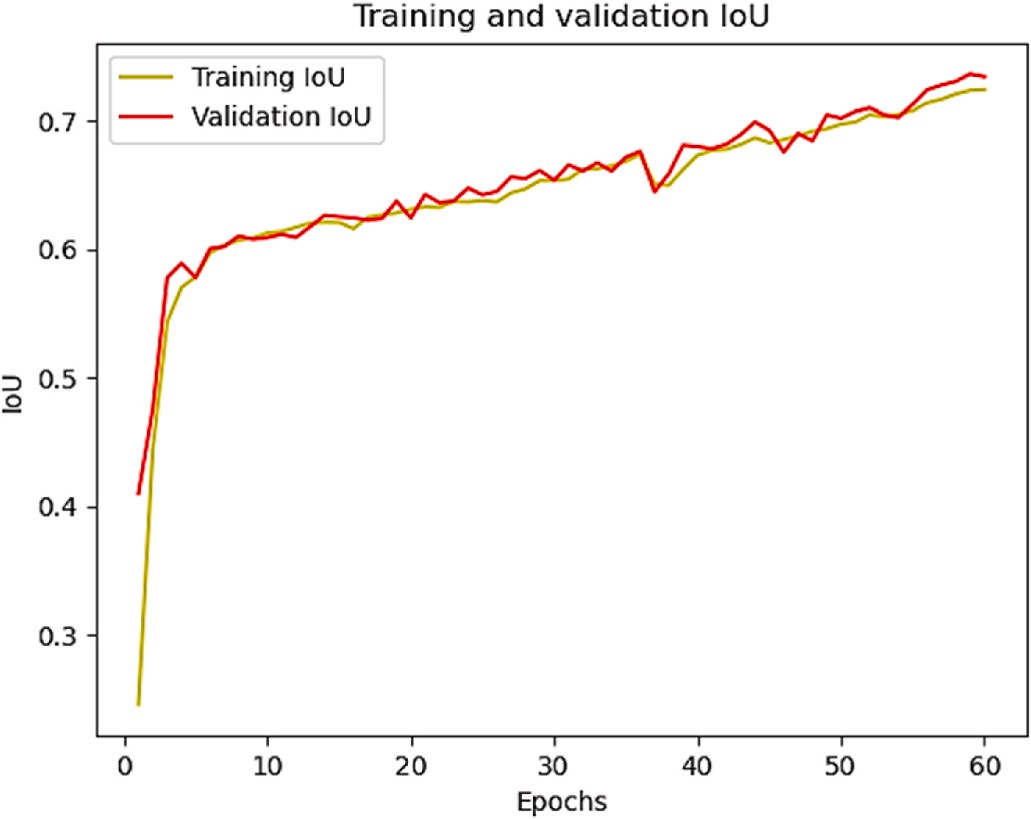 Training and validation IoU
Training IoU
Validation IoU
0.7
0.6
0.5
0.4
0.3
IoU
0 10 20 30 40 50 60
Epochs